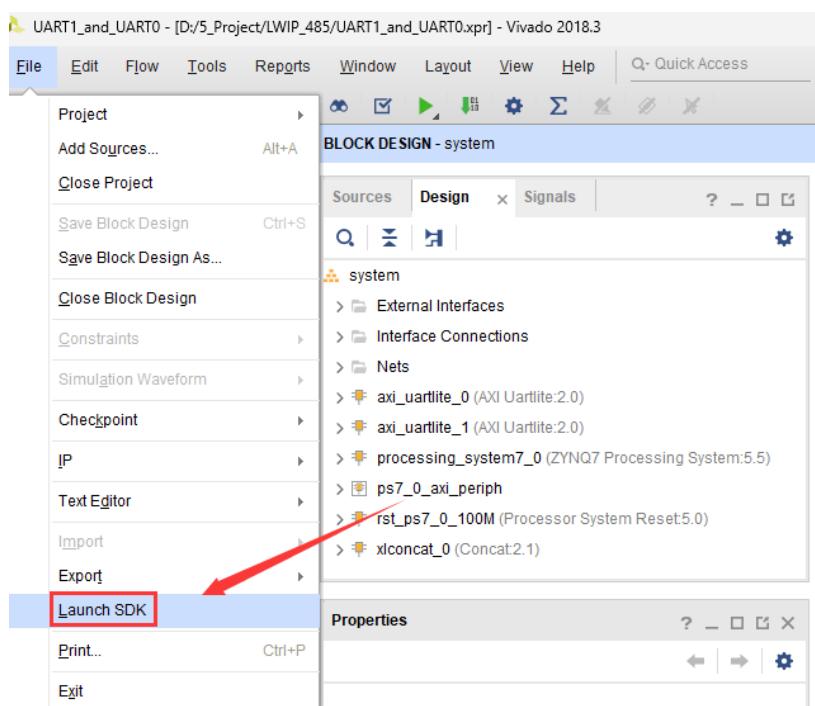 UART1_and_UART0 - [D:/5_Project/LWIP_485/UART1_and_UART0.xpr] - Vivado 2018.3
File Edit Flow Tools Reports Window Layout View Help Q- Quick Access
Project
Add Sources... Alt+A
Close Project
Save Block Design Ctrl+S
Save Block Design As...
Close Block Design
Constraints
Simulation Waveform
Checkpoint
IP
Text Editor
Import
Export
Launch SDK
Print... Ctrl+P
Exit
BLOCK DESIGN - system
Sources Design Signals
system
External Interfaces
Interface Connections
Nets
axi_uartlite_0 (AXI Uartlite:2.0)
axi_uartlite_1 (AXI Uartlite:2.0)
processing_system7_0 (ZYNQ7 Processing System:5.5)
ps7_0_axi_periph
rst_ps7_0_100M (Processor System Reset:5.0)
xlconcat_0 (Concat:2.1)
Properties